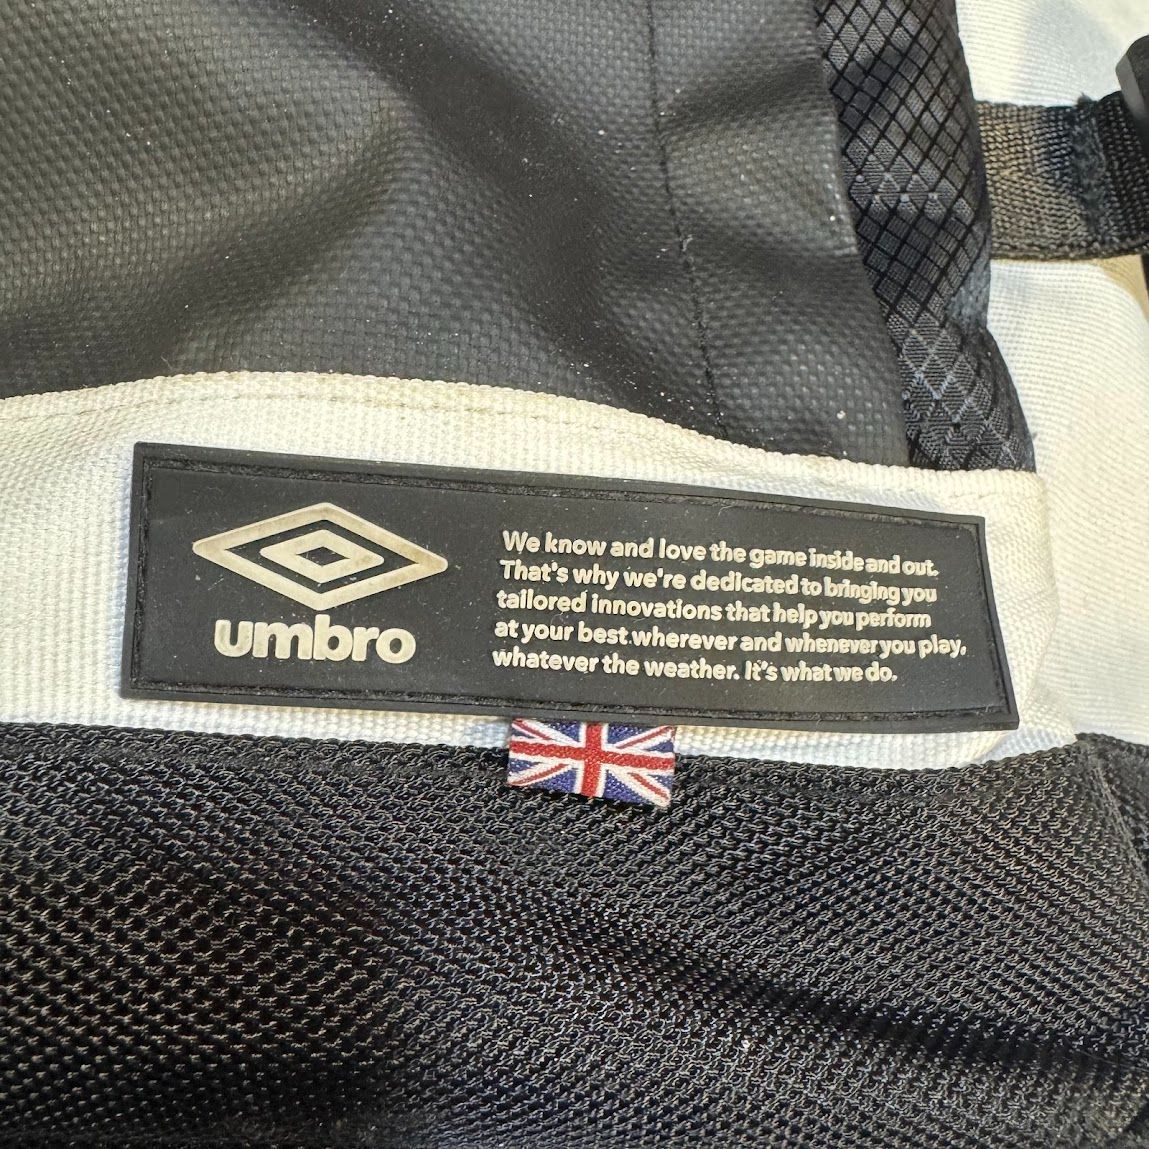 umbro
We know and love the game inside and out.
That's why we're dedicated to bringing you
tailored innovations that help you perform
at your best wherever and whenever you play,
whatever the weather. It's what we do.